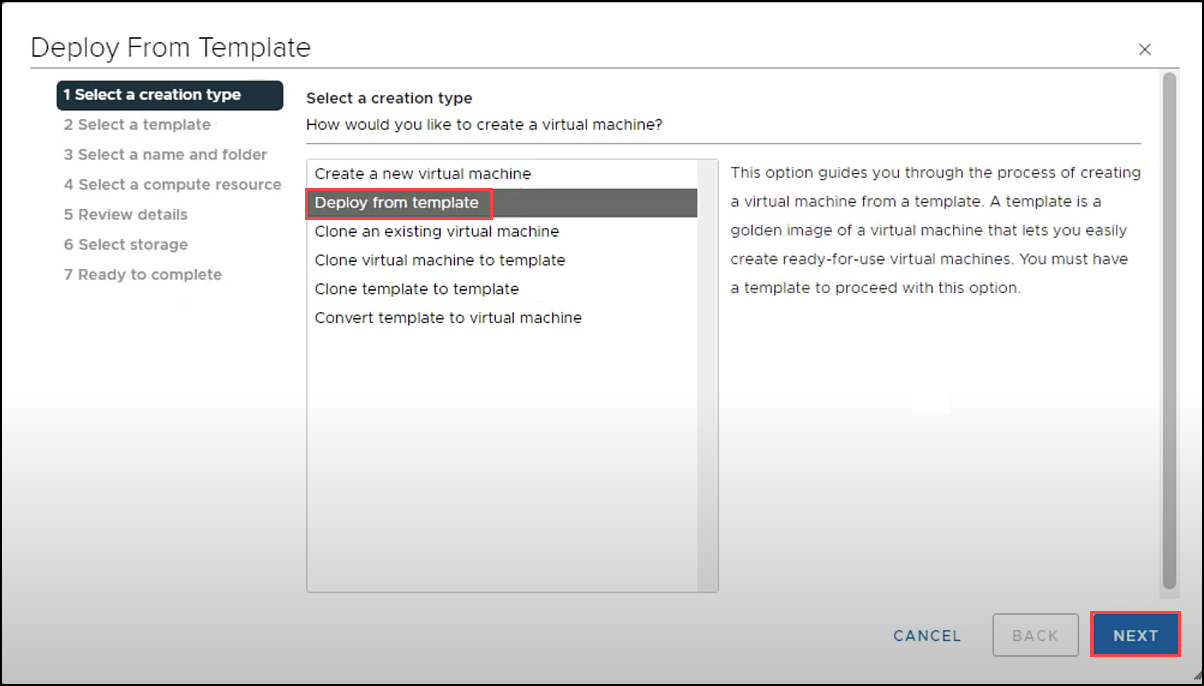 Deploy From Template
1 Select a creation type
2 Select a template
3 Select a name and folder
4 Select a compute resource
5 Review details
6 Select storage
7 Ready to complete
Select a creation type
How would you like to create a virtual machine?
Create a new virtual machine
Deploy from template
Clone an existing virtual machine
Clone virtual machine to template
Clone template to template
Convert template to virtual machine
This option guides you through the process of creating
a virtual machine from a template. A template is a
golden image of a virtual machine that lets you easily
create ready-for-use virtual machines. You must have
a template to proceed with this option.
CANCEL
BACK
NEXT